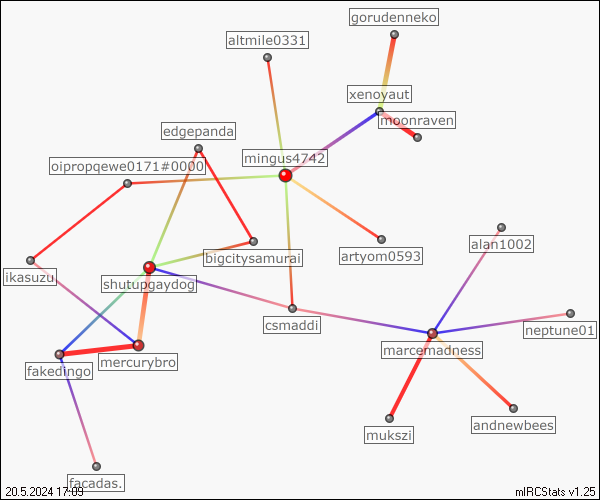 gorudenneko
altmile0331
xenoyaut
moonraven
edgepanda
mingus4742
oipropqewe0171#0000
alan1002
artyom0593
bigcitysamurai
ikasuzu
shutupgaydog
csmaddi
neptune01
marcemadness
mercurybro
fakedingo
andnewbees
mukszi
facadas.
20.5.2024 17:09
mIRCStats v1.25